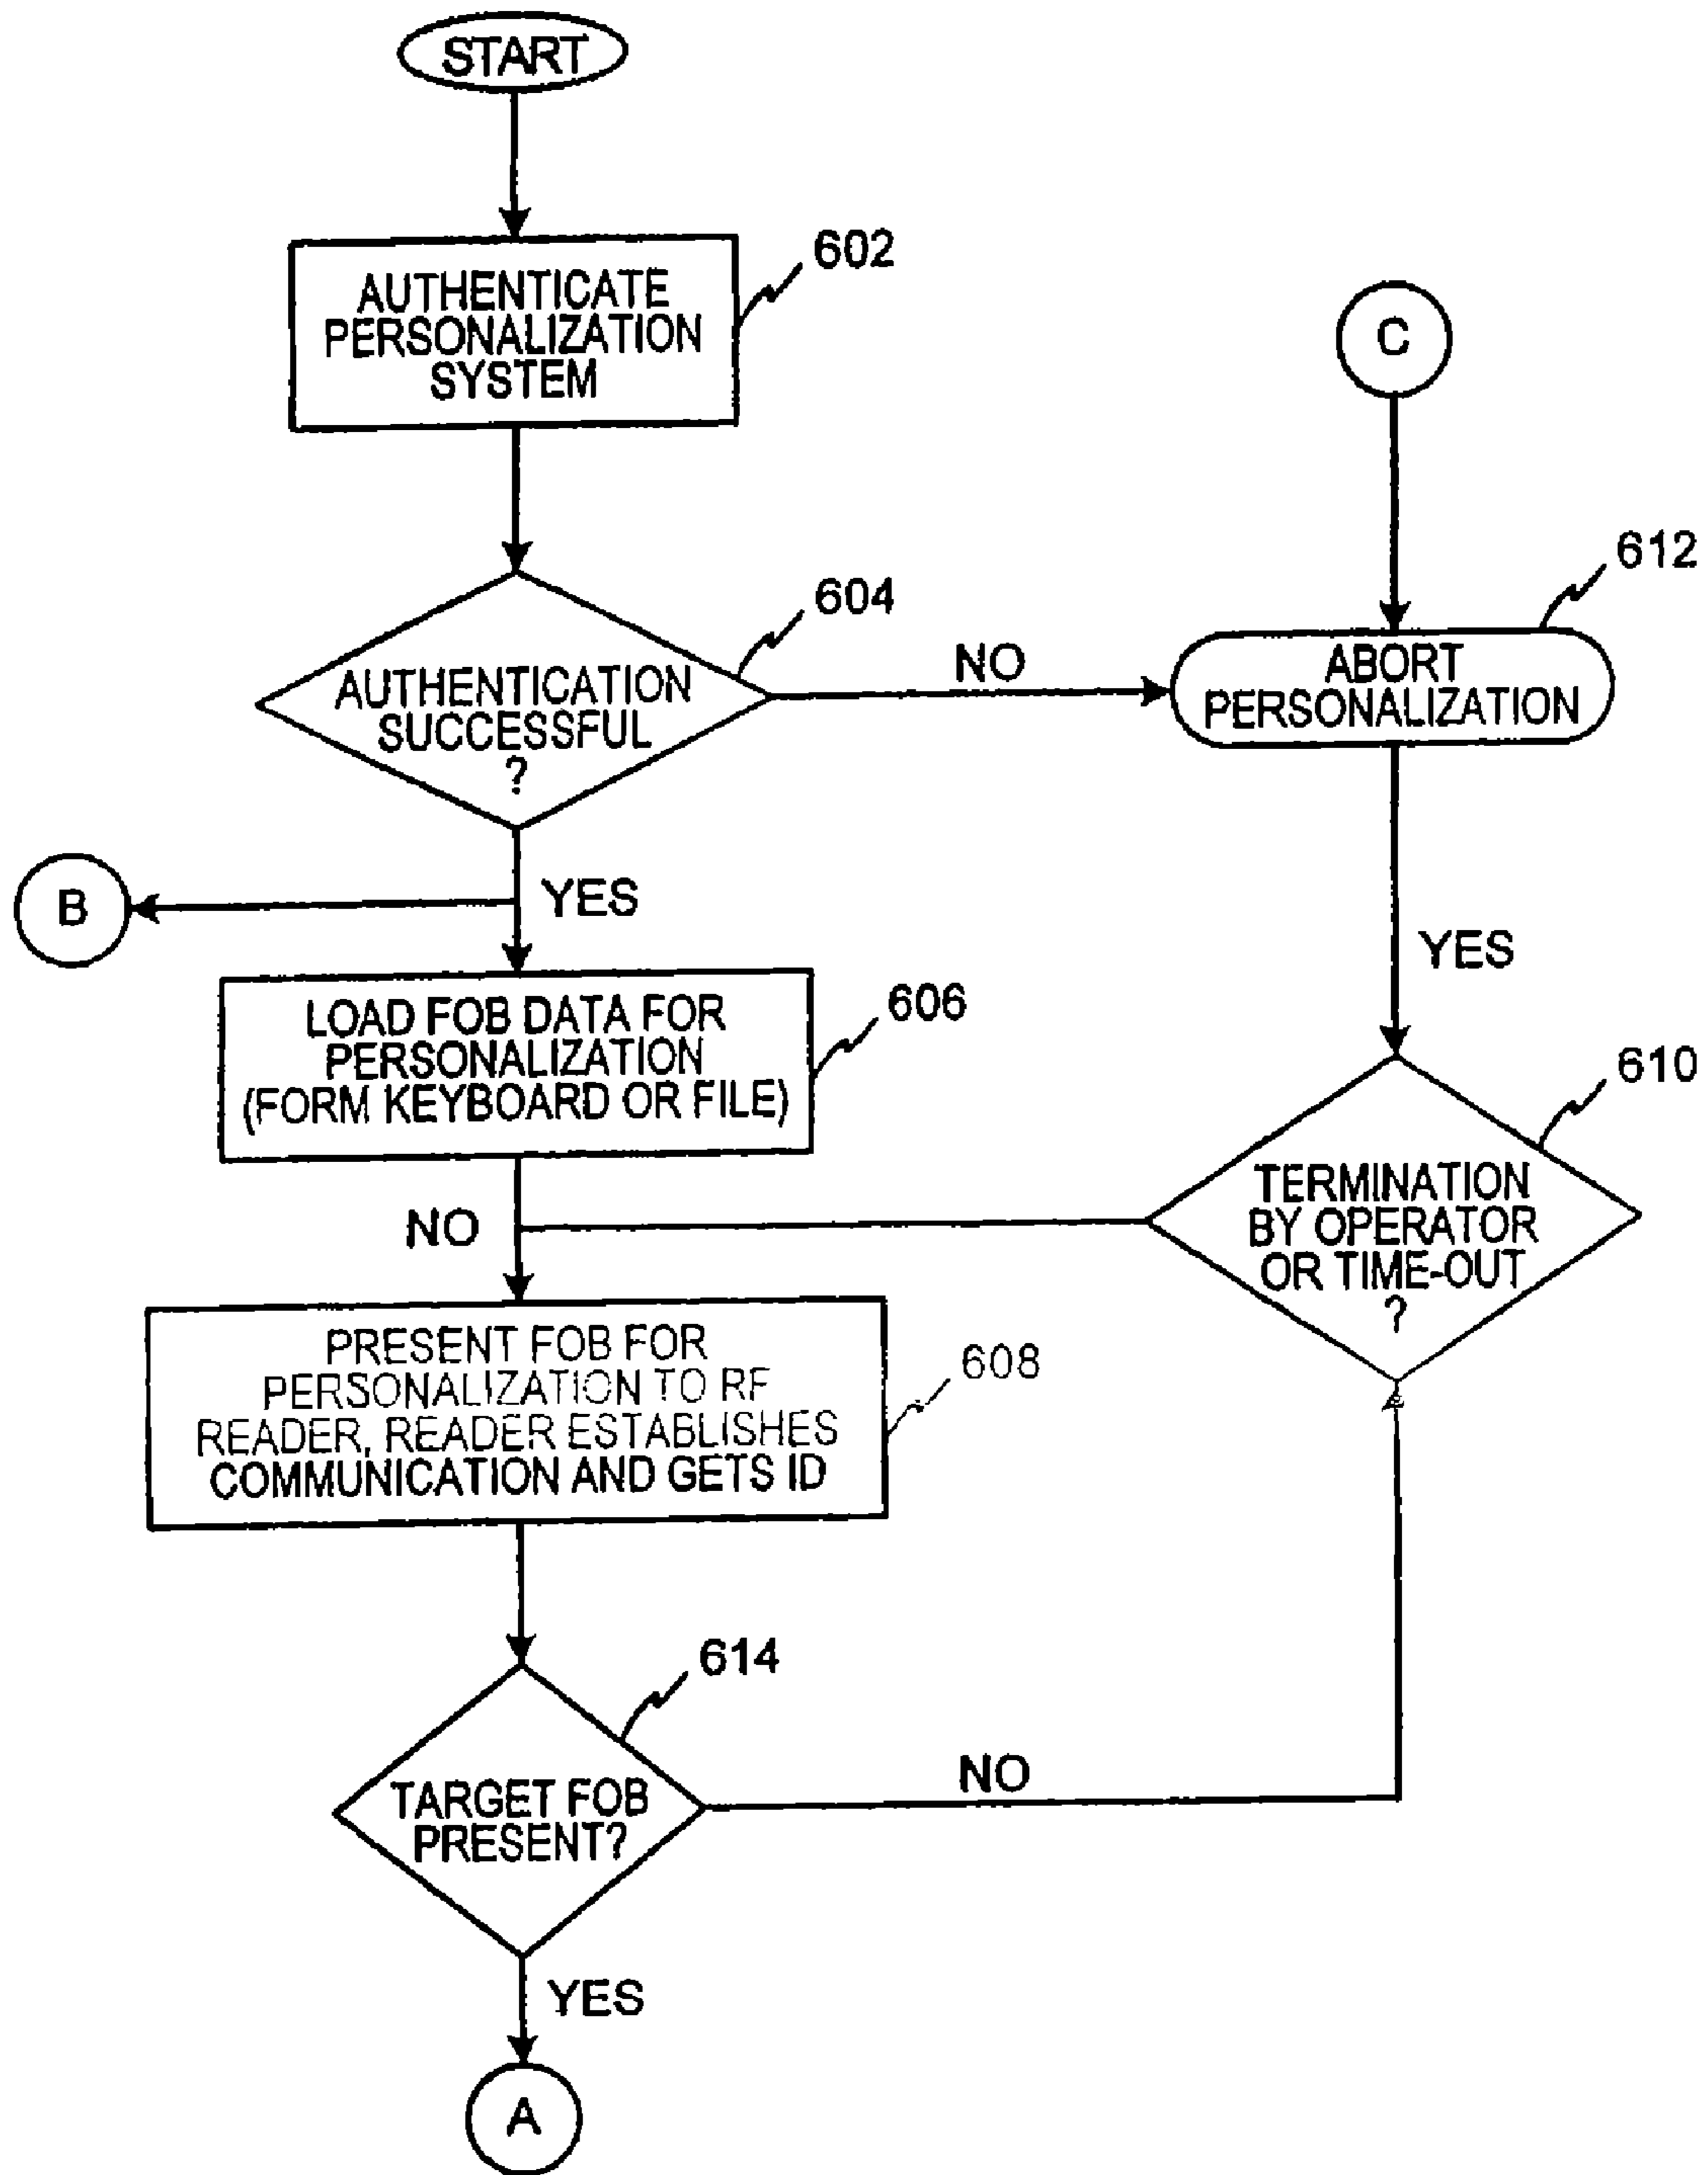 START
602
AUTHENTICATE
PERSONALIZATION
SYSTEM
C
612
604
AUTHENTICATION
SUCCESSFUL
?
NO
ABORT
PERSONALIZATION
B
YES
YES
606
LOAD FOB DATA FOR
PERSONALIZATION
(FORM KEYBOARD OR FILE)
610
TERMINATION
BY OPERATOR
OR TIME-OUT
?
NO
PRESENT FOB FOR
PERSONALIZATION TO RF
READER, READER ESTABLISHES
COMMUNICATION AND GETS ID
608
614
TARGET FOB
PRESENT?
NO
YES
A